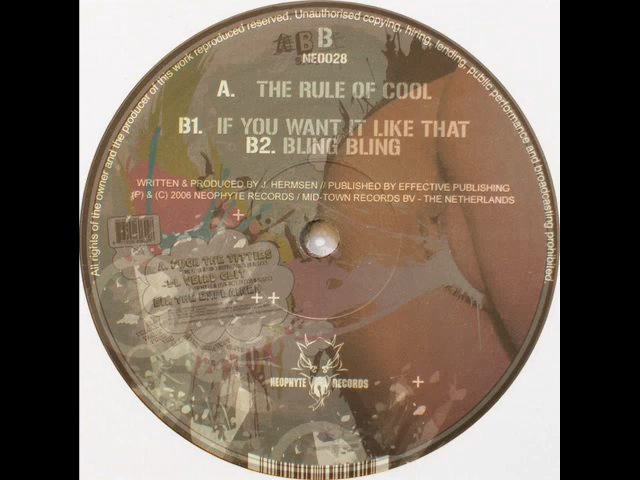 All rights of the owner and the producer of this work reproduced reserved. Unauthorised copying, hiring, lending, public performance and broadcasting prohibited.
B
NEO028
A. THE RULE OF COOL
B1. IF YOU WANT IT LIKE THAT
B2. BLING BLING
WRITTEN & PRODUCED BY J. HERMSEN // PUBLISHED BY EFFECTIVE PUBLISHING
(P) & (C) 2006 NEOPHYTE RECORDS / MID-TOWN RECORDS BV - THE NETHERLANDS
THE
NEOPHYTE RECORDS